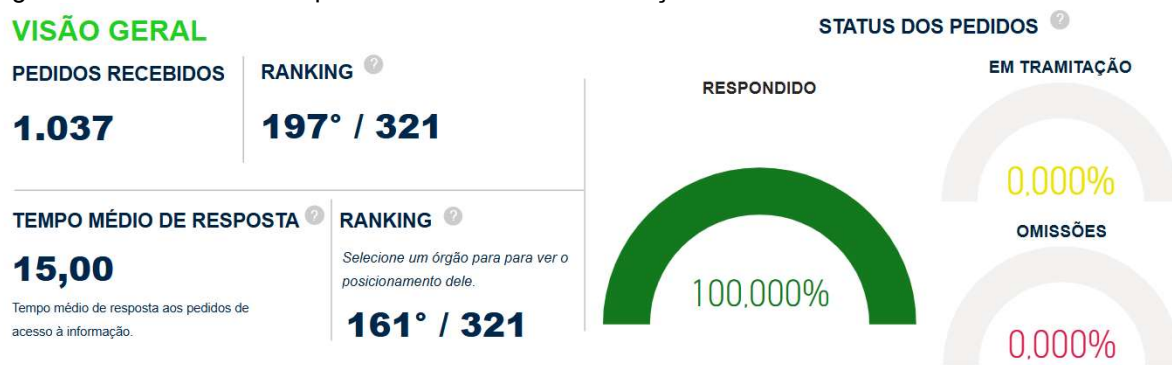 VISÃO GERAL
PEDIDOS RECEBIDOS
1.037
RANKING ?
197° / 321
TEMPO MÉDIO DE RESPOSTA ?
15,00
Tempo médio de resposta aos pedidos de
acesso à informação.
RANKING ?
Selecione um órgão para para ver o
posicionamento dele.
161° / 321
STATUS DOS PEDIDOS ?
RESPONDIDO
100,000%
EM TRAMITAÇÃO
0,000%
OMISSÕES
0,000%